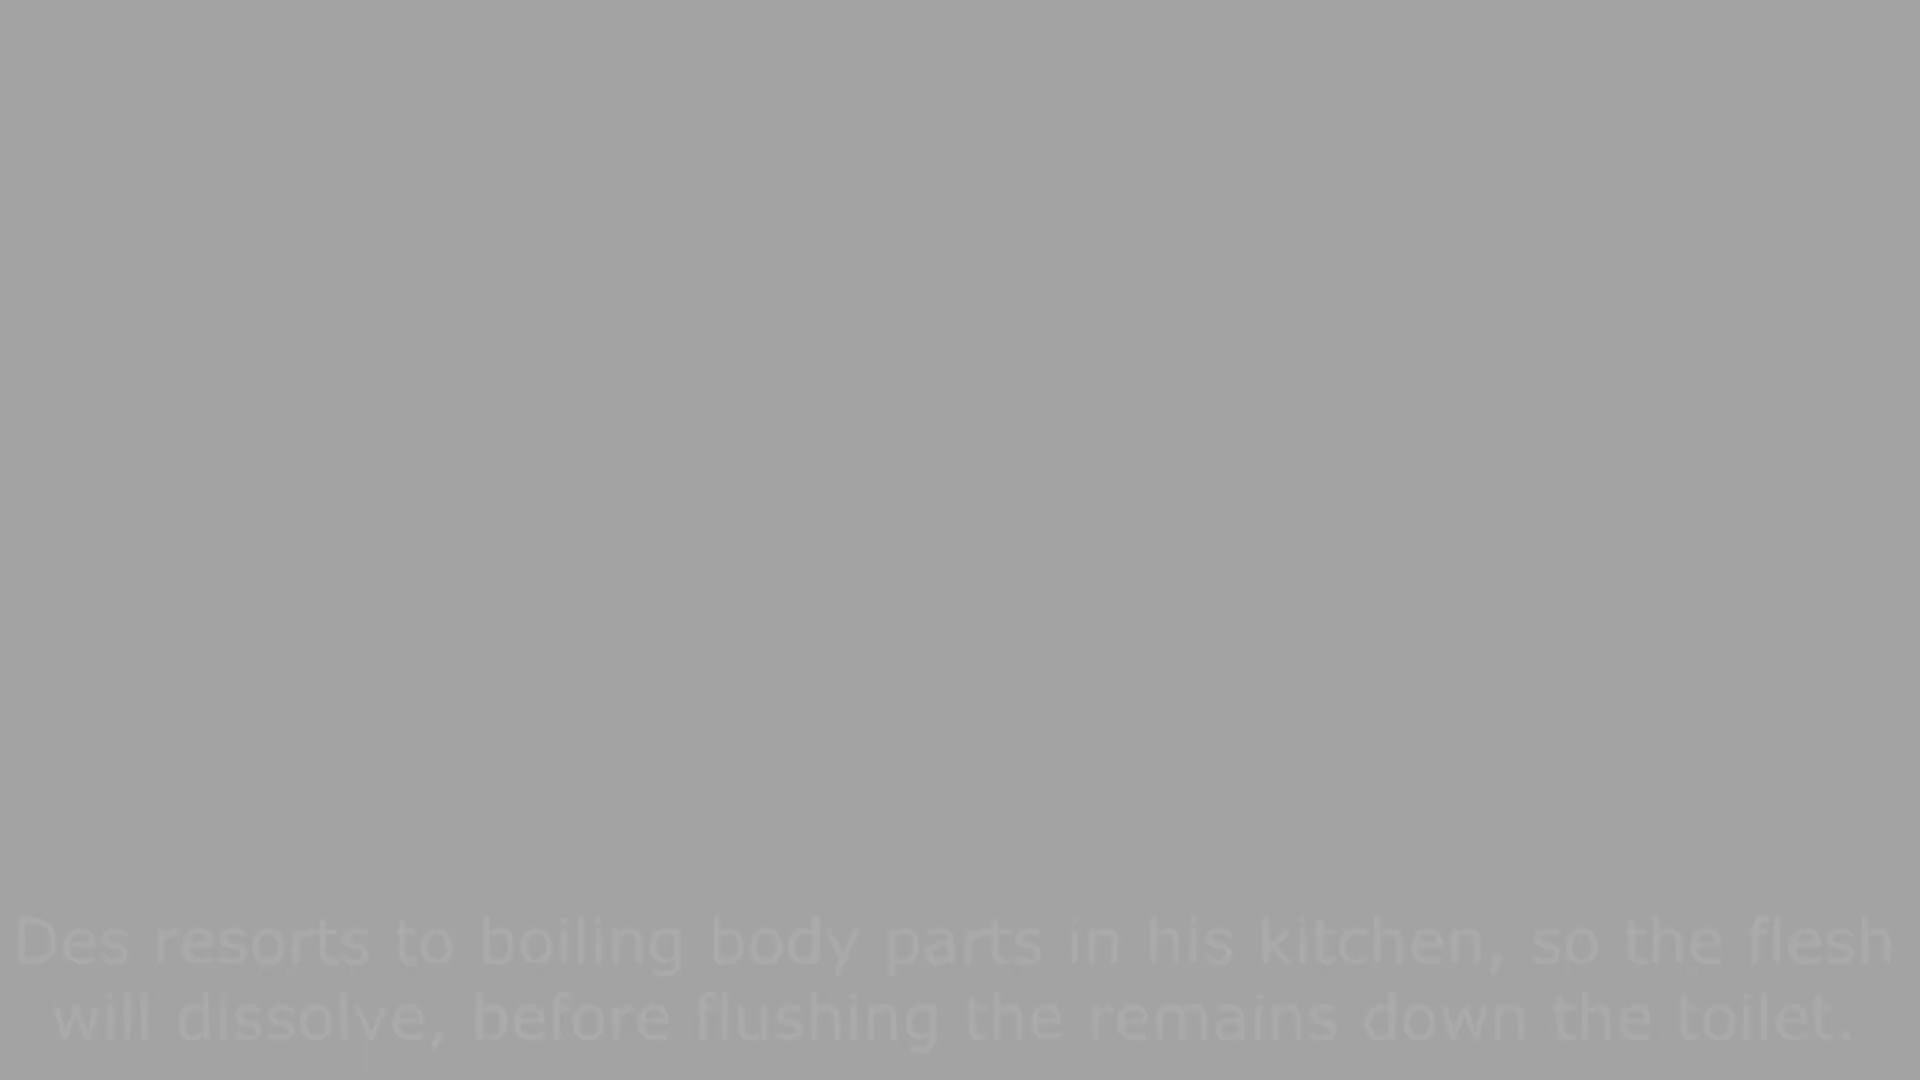 Des resorts to boiling body parts in his kitchen, so the flesh
will dissolve, before flushing the remains down the toilet.